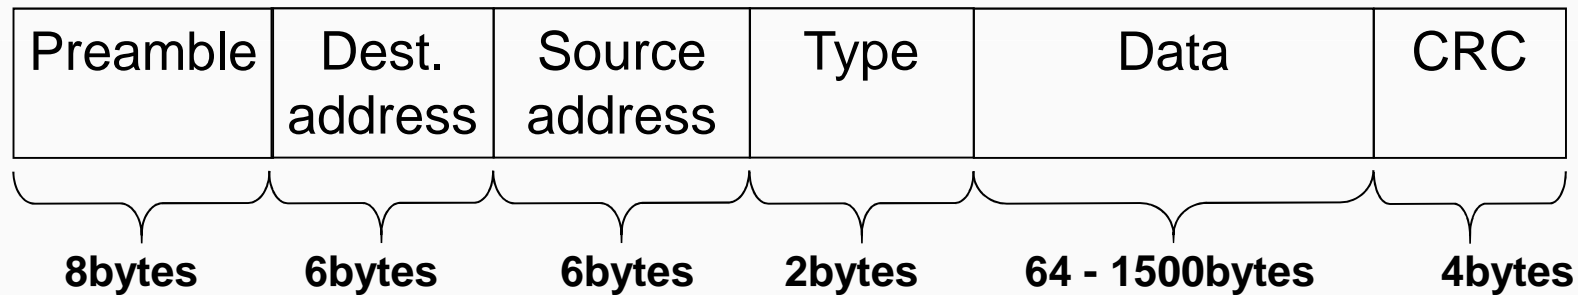 Preamble
Dest.
address
Source
address
Type
Data
CRC
8bytes
6bytes
6bytes
2bytes
64 - 1500bytes
4bytes